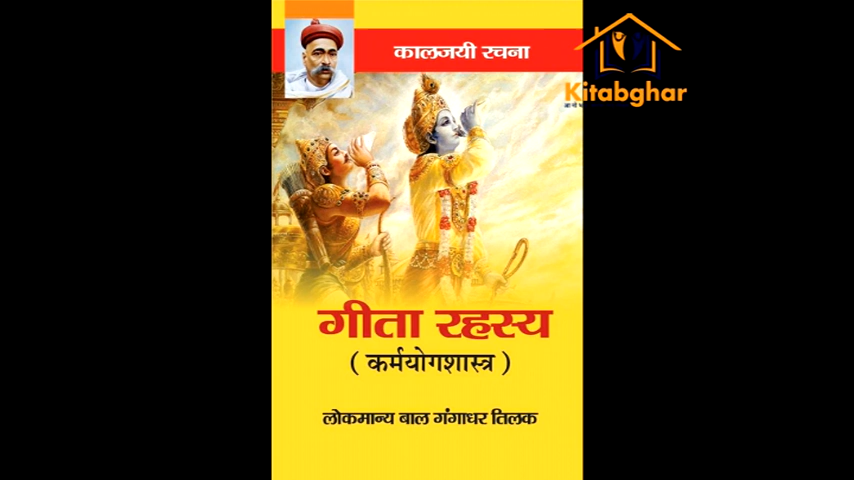 कालजयी रचना
Kitabghar
गीता रहस्य
( कर्मयोगशास्त्र )
लोकमान्य बाल गंगाधर तिलक